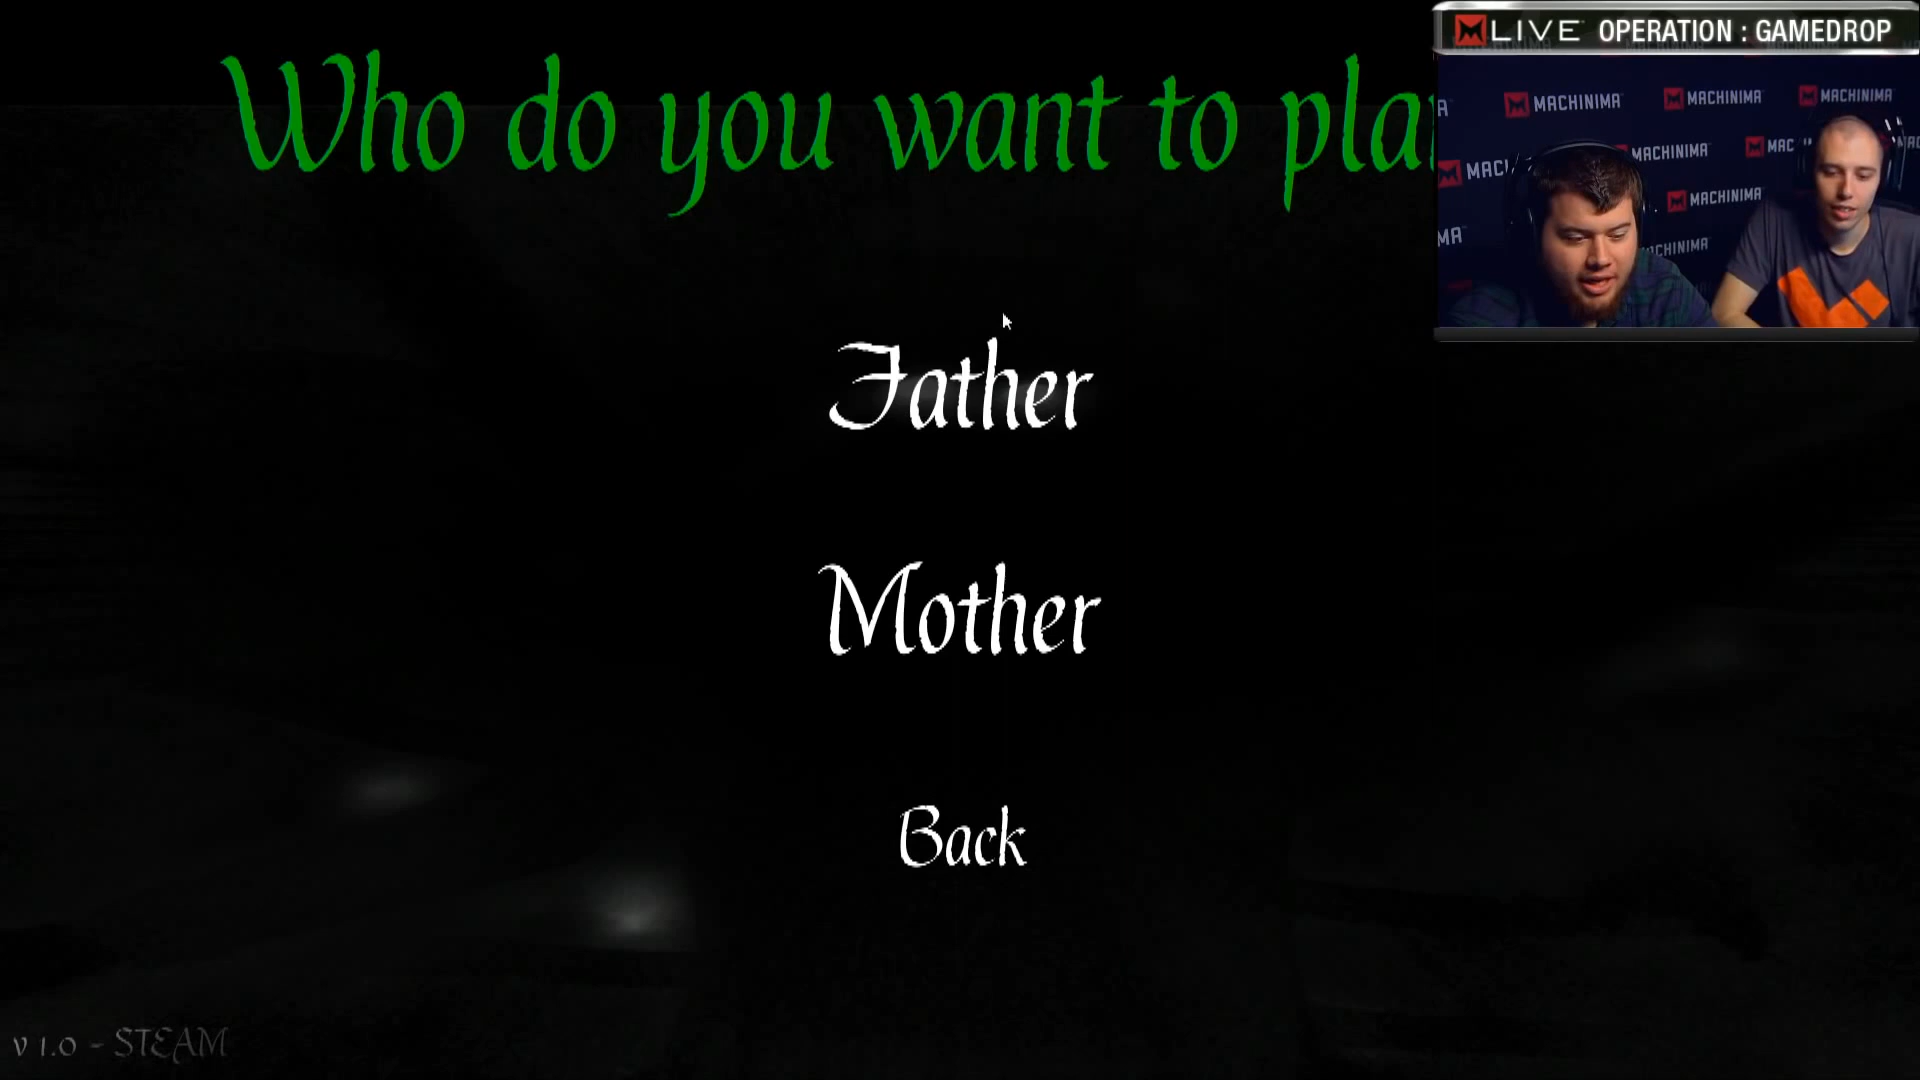 LIVE OPERATION : GAMEDROP
Who do you want to play
MACHINIMA MACHINIMA MACHINIMA
MACHINIMA
MACHINIMA
Father
Mother
Back
v 1.0 - STEAM